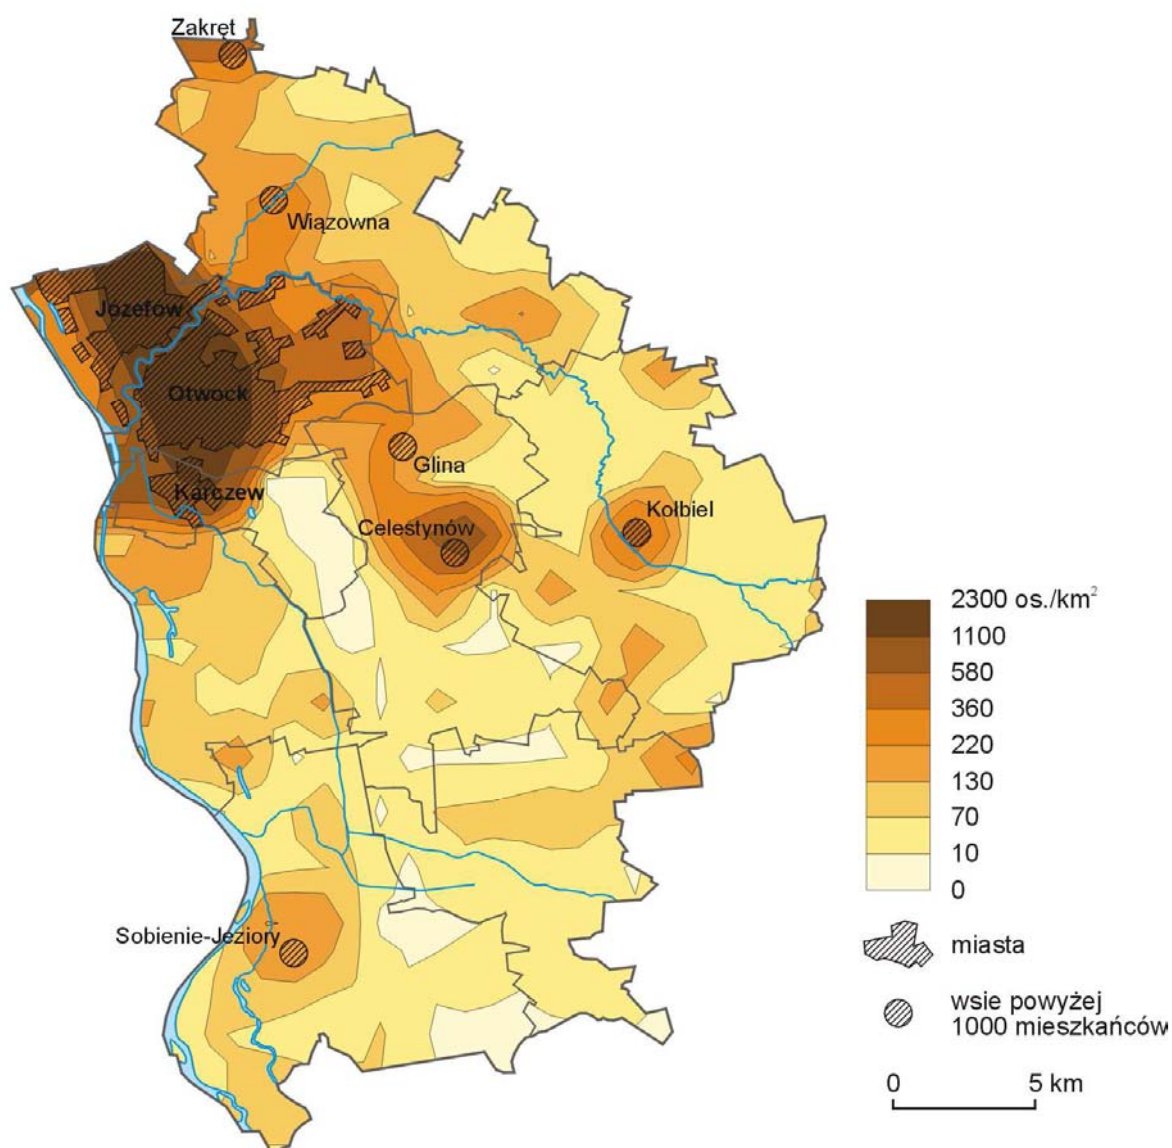 Zakręt
Wiązowna
Józefów
Otwock
Glina
Karczew
Kołbiel
Celestynów
Sobienie-Jeziory
2300 os./km²
1100
580
360
220
130
70
10
0
miasta
wsie powyżej
1000 mieszkańców
0 5 km